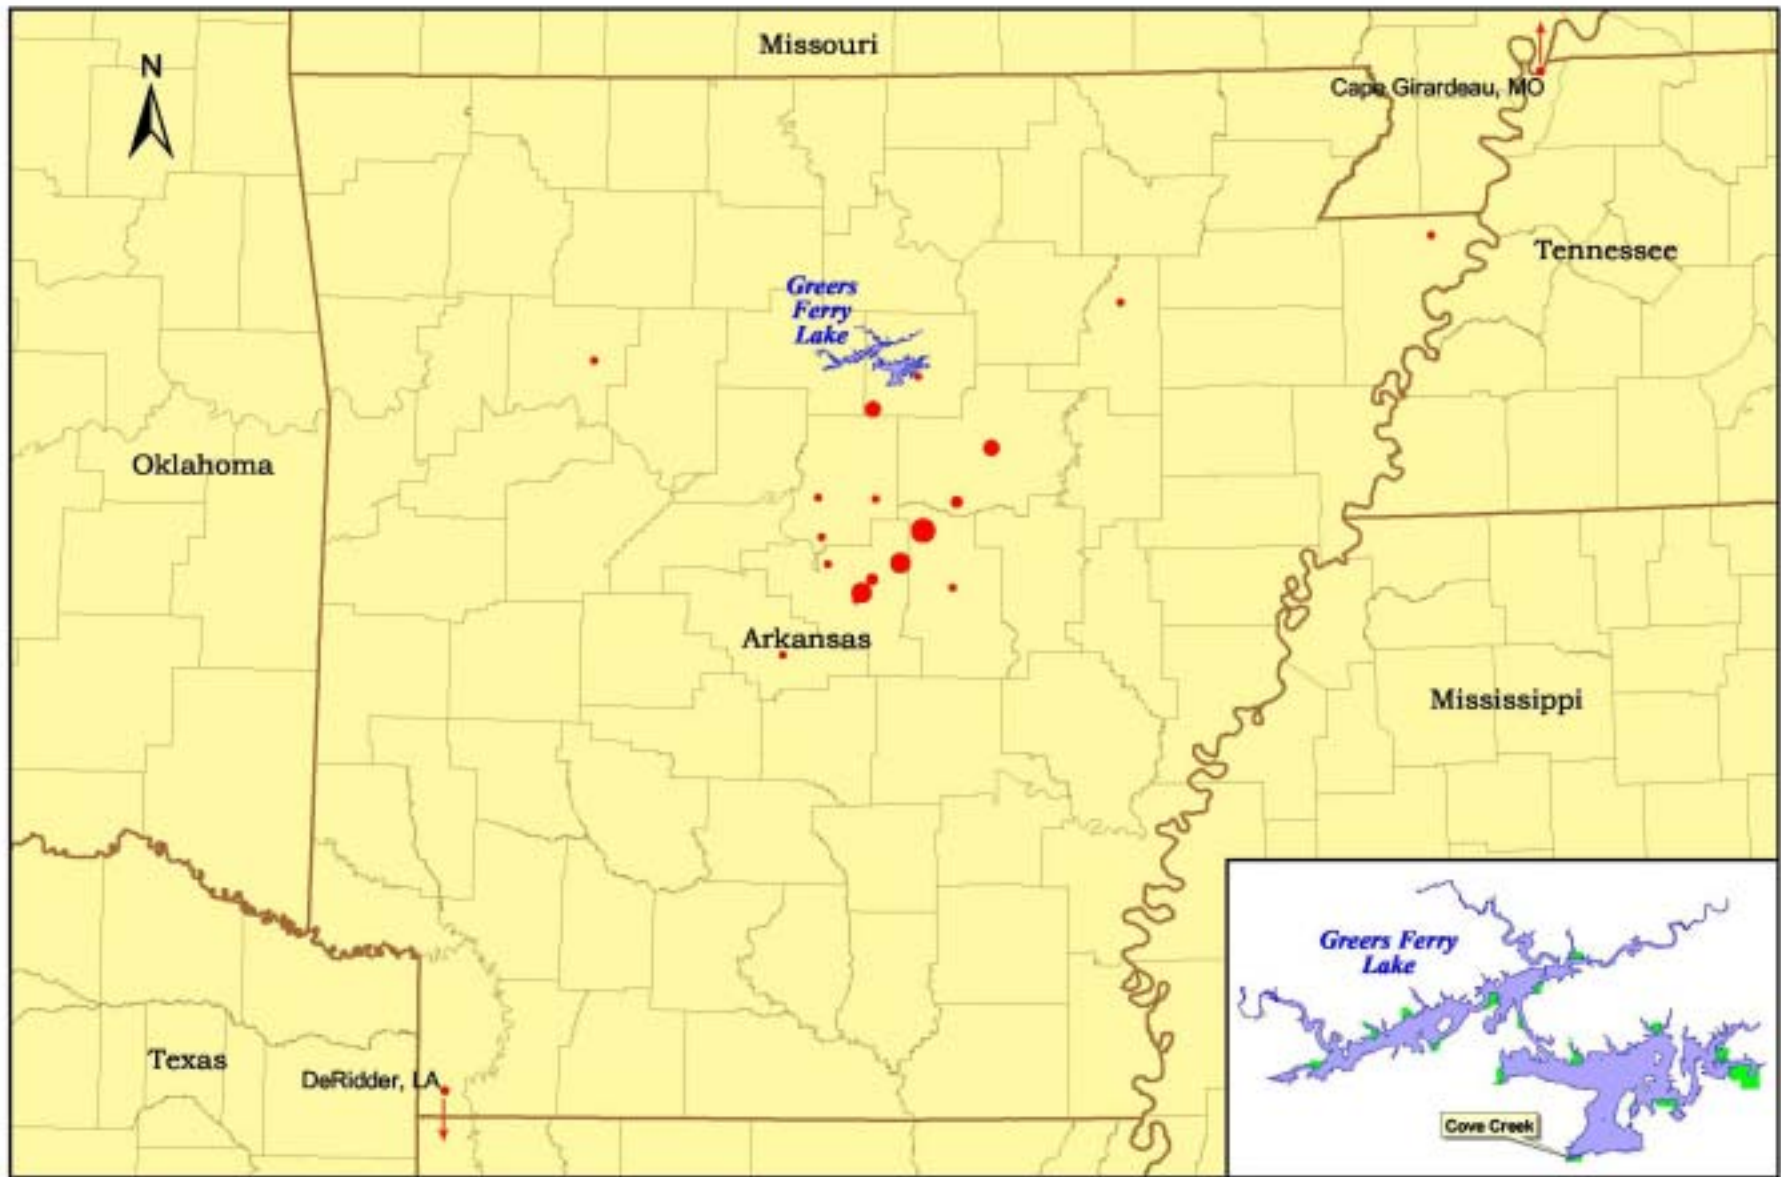 Missouri
N
Cape Girardeau, MO
Tennessee
Greers
Ferry
Lake
Oklahoma
Arkansas
Mississippi
Greers Ferry
Lake
Texas
DeRidder, LA
Cove Creek